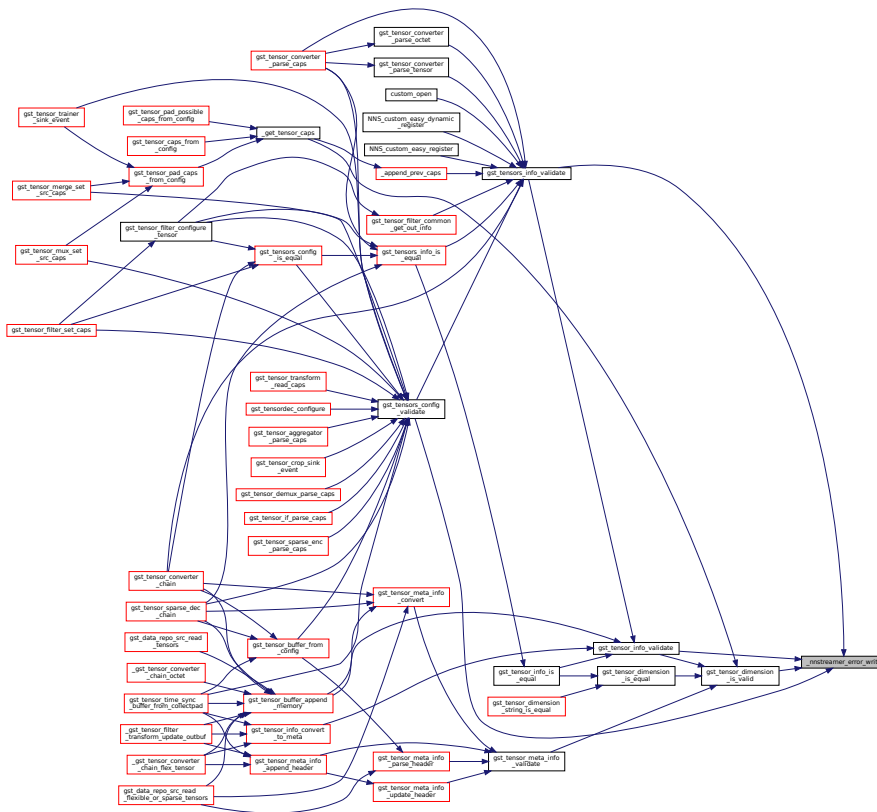 gst_tensor_converter
_parse_octet
gst_tensor_converter
_parse_caps
gst_tensor_converter
_parse_tensor
custom_open
gst_tensor_trainer
_sink_event
gst_tensor_pad_possible
_caps_from_config
NNS_custom_easy_dynamic
_register
_get_tensor_caps
gst_tensor_caps_from
_config
NNS_custom_easy_register
gst_tensor_pad_caps
_from_config
_append_prev_caps
gst_tensors_info_validate
gst_tensor_merge_set
_src_caps
gst_tensor_filter_configure
_tensor
gst_tensor_filter_common
_get_out_info
gst_tensor_mux_set
_src_caps
gst_tensors_config
_is_equal
gst_tensors_info_is
_equal
gst_tensor_filter_set_caps
gst_tensor_transform
_read_caps
gst_tensordec_configure
gst_tensors_config
_validate
gst_tensor_aggregator
_parse_caps
gst_tensor_crop_sink
_event
gst_tensor_demux_parse_caps
gst_tensor_if_parse_caps
gst_tensor_sparse_enc
_parse_caps
gst_tensor_converter
_chain
gst_tensor_meta_info
_convert
gst_tensor_sparse_dec
_chain
gst_data_repo_src_read
_tensors
gst_tensor_buffer_from
_config
gst_tensor_info_validate
_nnstreamer_error_write
_gst_tensor_converter
_chain_octet
gst_tensor_info_is
_equal
gst_tensor_dimension
_is_equal
gst_tensor_dimension
_is_valid
gst_tensor_time_sync
_buffer_from_collectpad
gst_tensor_buffer_append
_memory
gst_tensor_dimension
_string_is_equal
_gst_tensor_filter
_transform_update_outbuf
gst_tensor_info_convert
_to_meta
_gst_tensor_converter
_chain_flex_tensor
gst_tensor_meta_info
_append_header
gst_tensor_meta_info
_parse_header
gst_tensor_meta_info
_validate
gst_data_repo_src_read
_flexible_or_sparse_tensors
gst_tensor_meta_info
_update_header